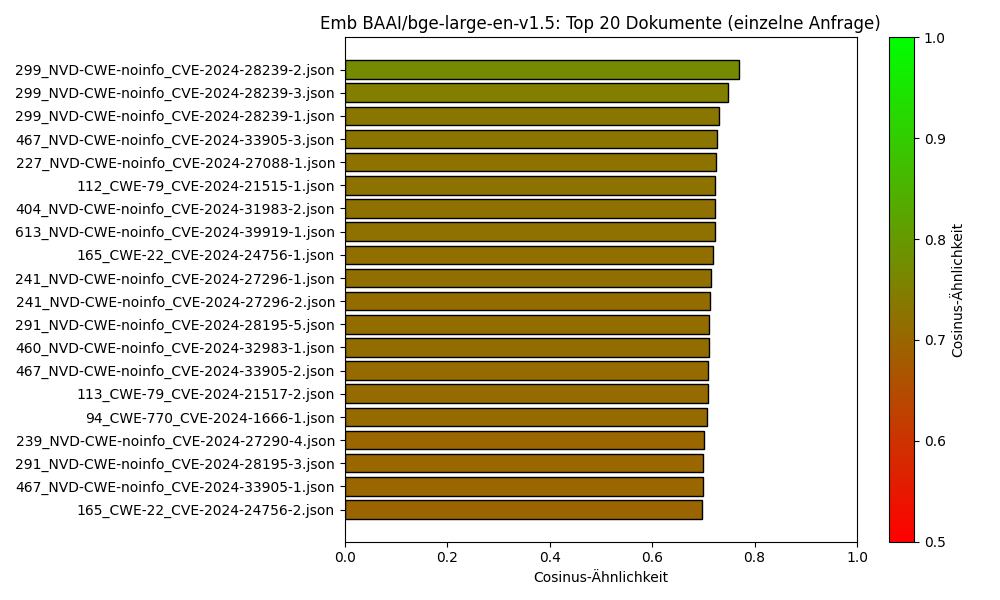 Emb BAAI/bge-large-en-v1.5: Top 20 Dokumente (einzelne Anfrage)
299_NVD-CWE-noinfo_CVE-2024-28239-2.json
299_NVD-CWE-noinfo_CVE-2024-28239-3.json
299_NVD-CWE-noinfo_CVE-2024-28239-1.json
467_NVD-CWE-noinfo_CVE-2024-33905-3.json
227_NVD-CWE-noinfo_CVE-2024-27088-1.json
112_CWE-79_CVE-2024-21515-1.json
404_NVD-CWE-noinfo_CVE-2024-31983-2.json
613_NVD-CWE-noinfo_CVE-2024-39919-1.json
165_CWE-22_CVE-2024-24756-1.json
241_NVD-CWE-noinfo_CVE-2024-27296-1.json
241_NVD-CWE-noinfo_CVE-2024-27296-2.json
291_NVD-CWE-noinfo_CVE-2024-28195-5.json
460_NVD-CWE-noinfo_CVE-2024-32983-1.json
467_NVD-CWE-noinfo_CVE-2024-33905-2.json
113_CWE-79_CVE-2024-21517-2.json
94_CWE-770_CVE-2024-1666-1.json
239_NVD-CWE-noinfo_CVE-2024-27290-4.json
291_NVD-CWE-noinfo_CVE-2024-28195-3.json
467_NVD-CWE-noinfo_CVE-2024-33905-1.json
165_CWE-22_CVE-2024-24756-2.json
0.0 0.2 0.4 0.6 0.8 1.0
Cosinus-Ähnlichkeit
1.0
0.9
0.8
0.7
0.6
0.5
Cosinus-Ähnlichkeit